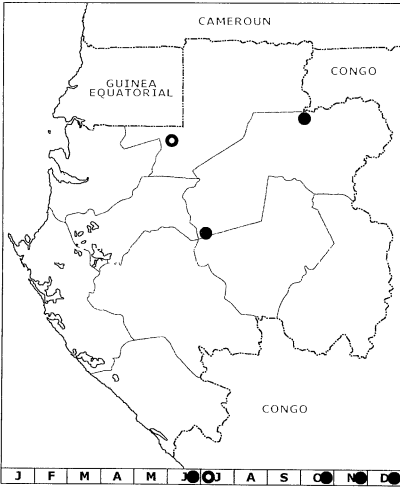 CAMEROUN
CONGO
GUINEA
EQUATORIAL
CONGO
J F M A M J J A S O N D